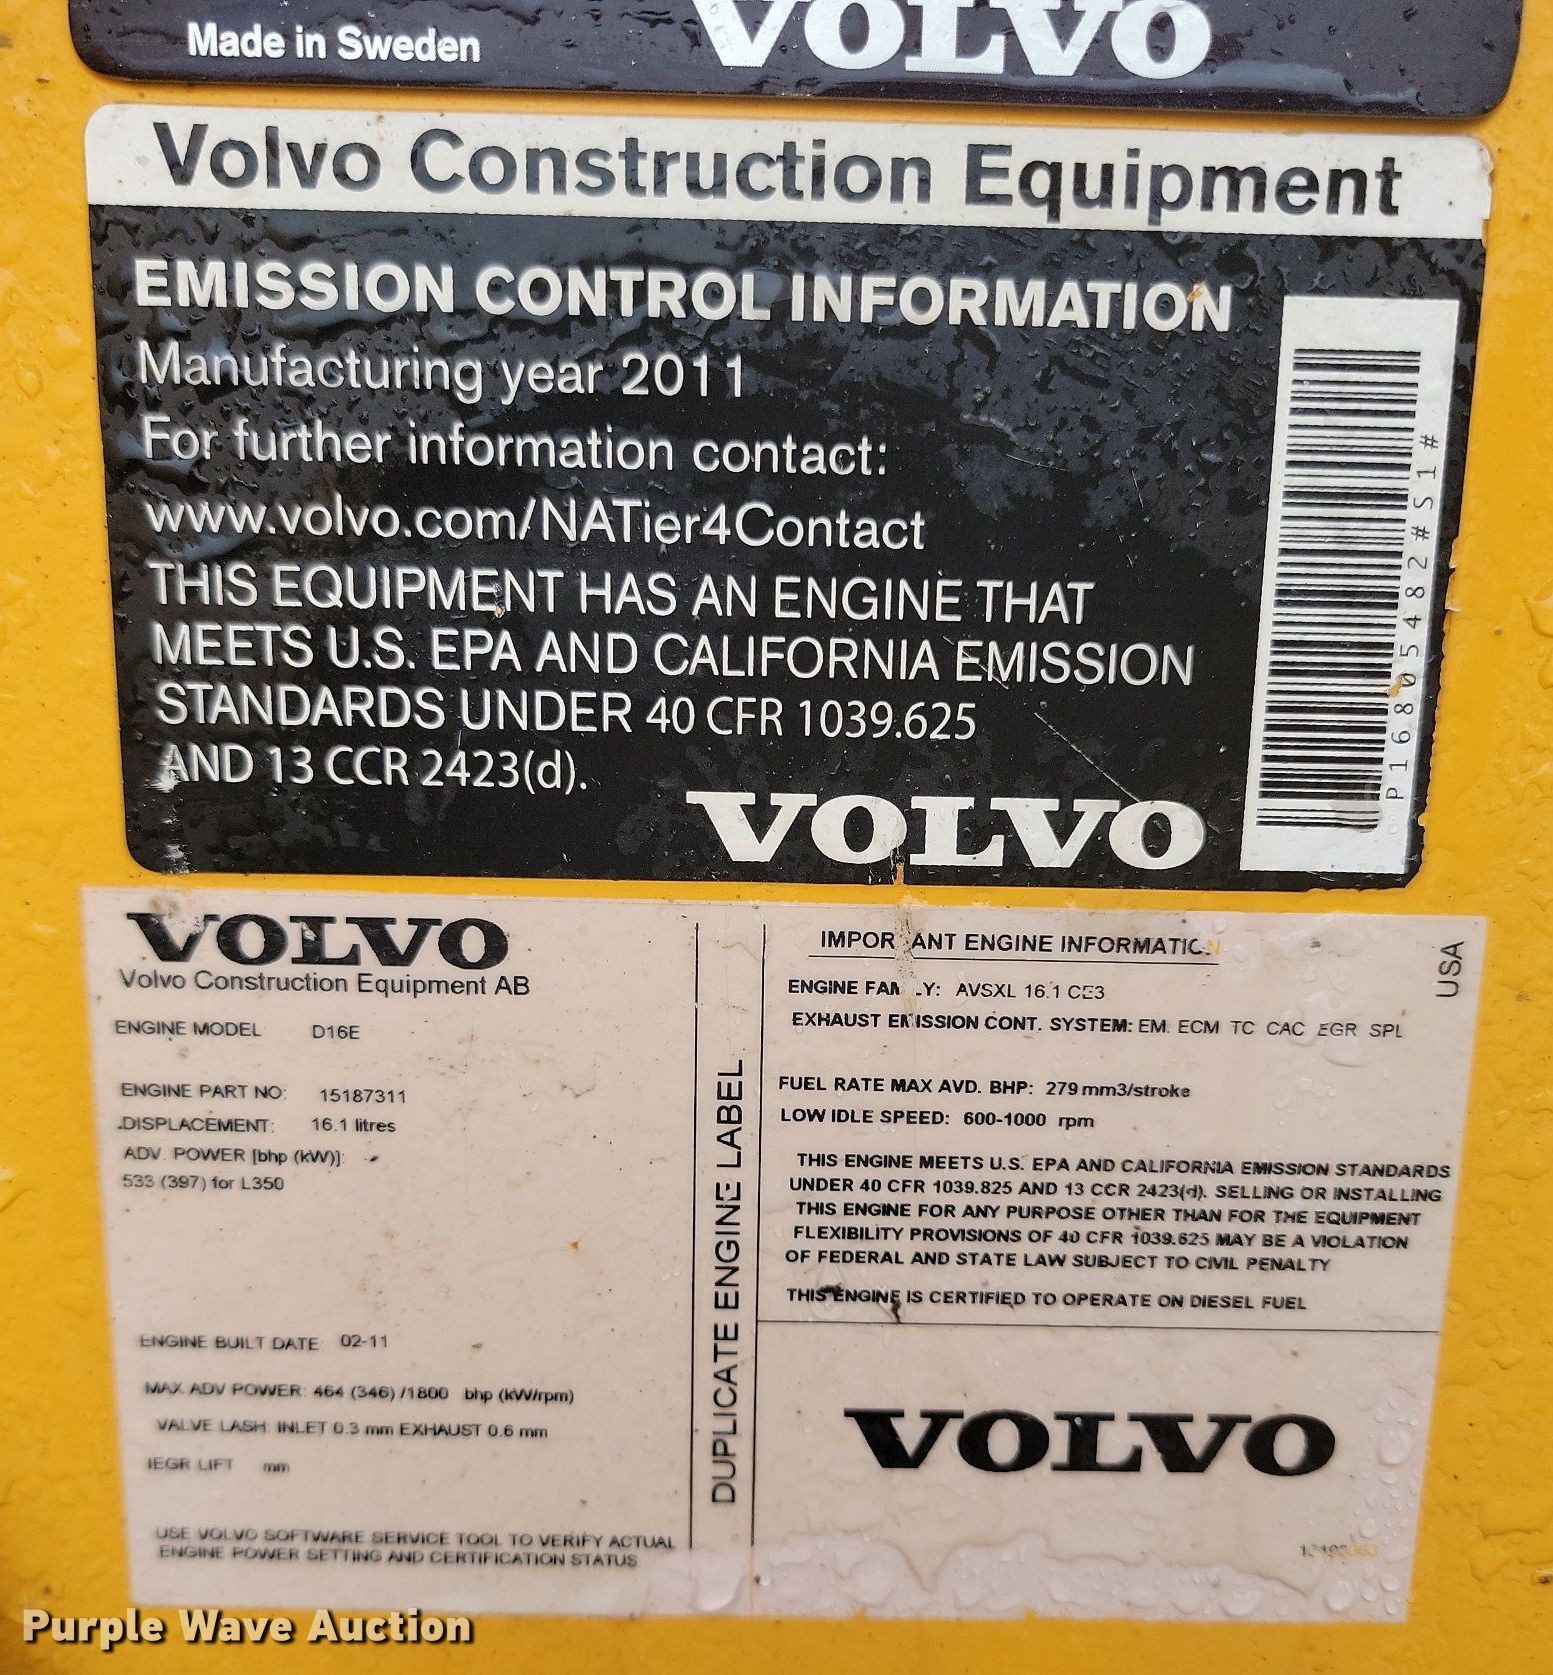 Made in Sweden
VOLVO
Volvo Construction Equipment
EMISSION CONTROL INFORMATION
Manufacturing year 2011
For further information contact:
www.volvo.com/NATier4Contact
THIS EQUIPMENT HAS AN ENGINE THAT
MEETS U.S. EPA AND CALIFORNIA EMISSION
STANDARDS UNDER 40 CFR 1039.625
AND 13 CCR 2423(d).
VOLVO
P16805482#S1#
VOLVO
Volvo Construction Equipment AB
ENGINE MODEL D16E
ENGINE PART NO: 15187311
DISPLACEMENT: 16.1 litres
ADV. POWER [bhp (kW)]:
533 (397) for L350
ENGINE BUILT DATE: 02-11
MAX ADV POWER: 464 (346) /1800 bhp (kW/rpm)
VALVE LASH: INLET 0.3 mm EXHAUST 0.6 mm
IEGR LIFT mm
USE VOLVO SOFTWARE SERVICE TOOL TO VERIFY ACTUAL
ENGINE POWER SETTING AND CERTIFICATION STATUS
DUPLICATE ENGINE LABEL
IMPORTANT ENGINE INFORMATION
USA
ENGINE FAMILY: AVSXL 16.1 CE3
EXHAUST EMISSION CONT. SYSTEM: EM. ECM TC CAC EGR SPL
FUEL RATE MAX AVD. BHP: 279 mm3/stroke
LOW IDLE SPEED: 600-1000 rpm
THIS ENGINE MEETS U.S. EPA AND CALIFORNIA EMISSION STANDARDS
UNDER 40 CFR 1039.825 AND 13 CCR 2423(d). SELLING OR INSTALLING
THIS ENGINE FOR ANY PURPOSE OTHER THAN FOR THE EQUIPMENT
FLEXIBILITY PROVISIONS OF 40 CFR 1039.625 MAY BE A VIOLATION
OF FEDERAL AND STATE LAW SUBJECT TO CIVIL PENALTY
THIS ENGINE IS CERTIFIED TO OPERATE ON DIESEL FUEL
VOLVO
Purple Wave Auction